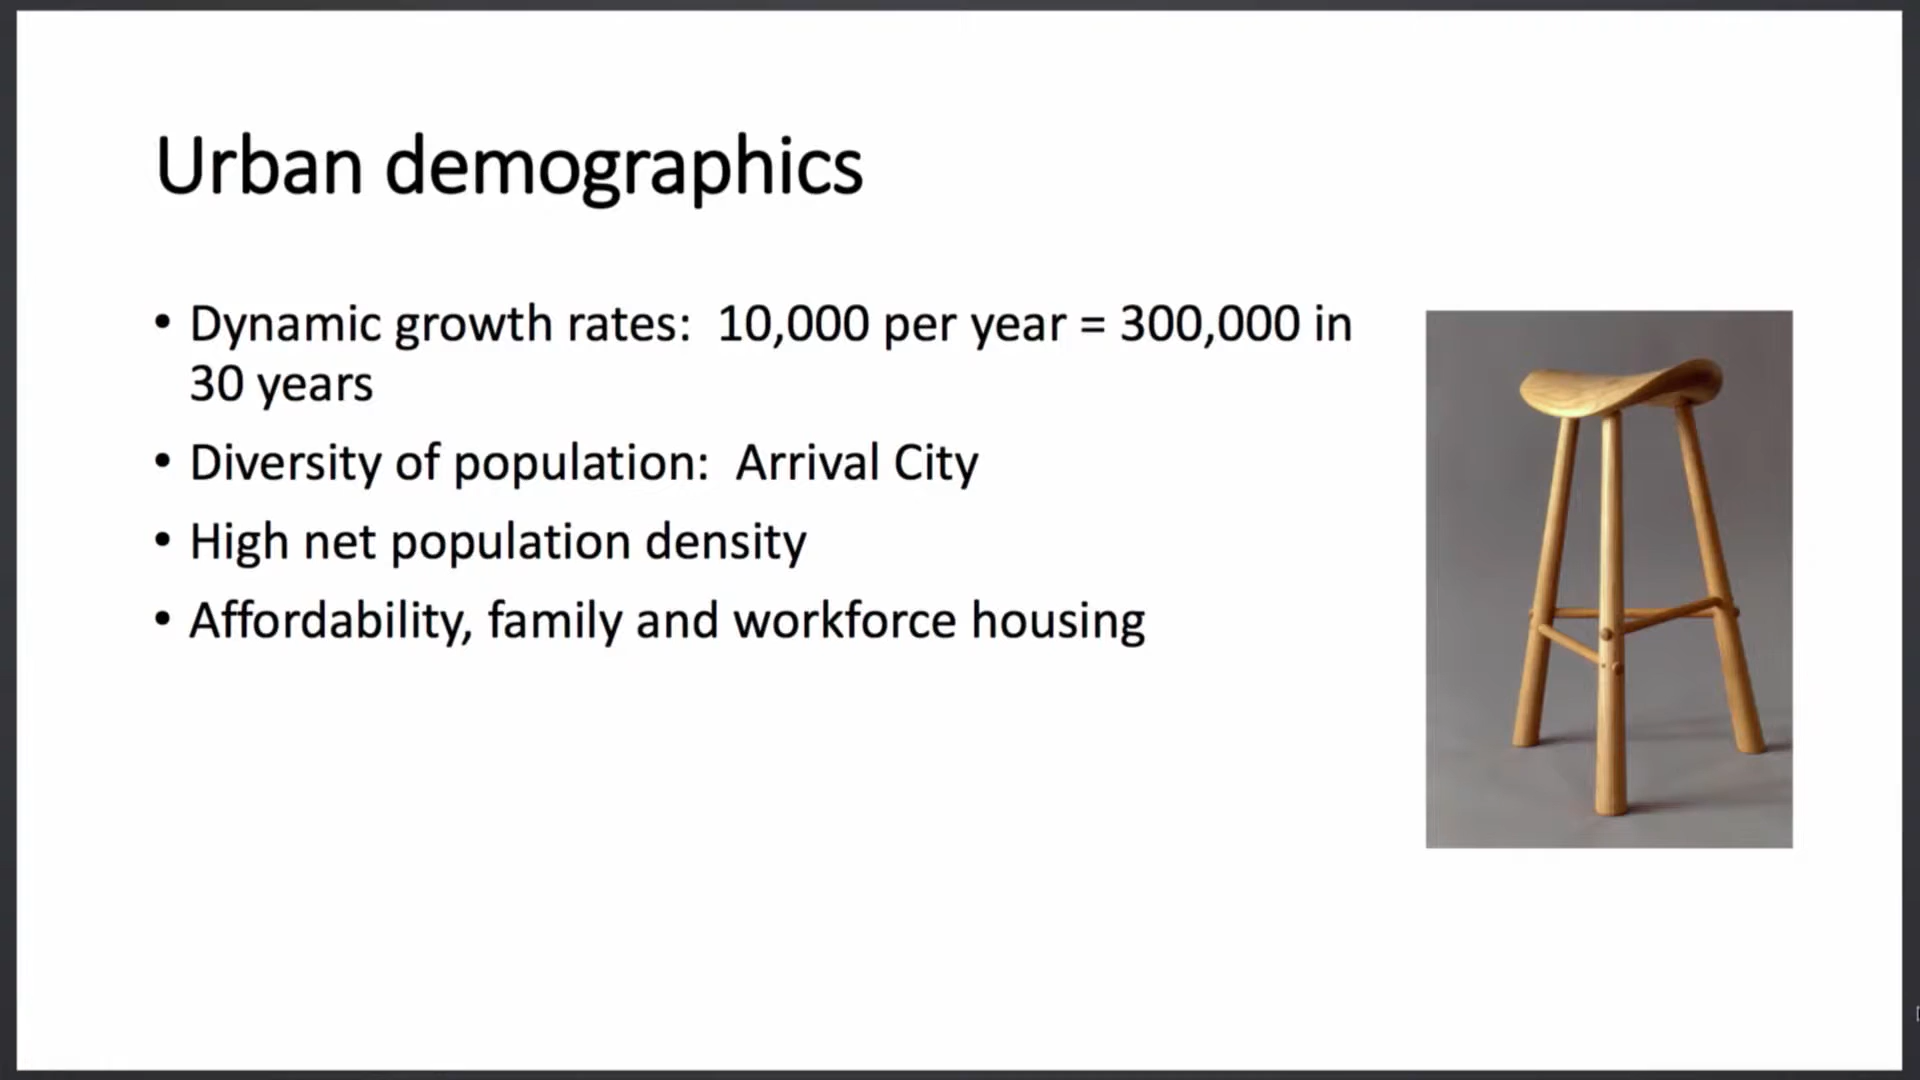 Urban demographics
• Dynamic growth rates:  10,000 per year = 300,000 in
30 years
• Diversity of population:  Arrival City
• High net population density
• Affordability, family and workforce housing